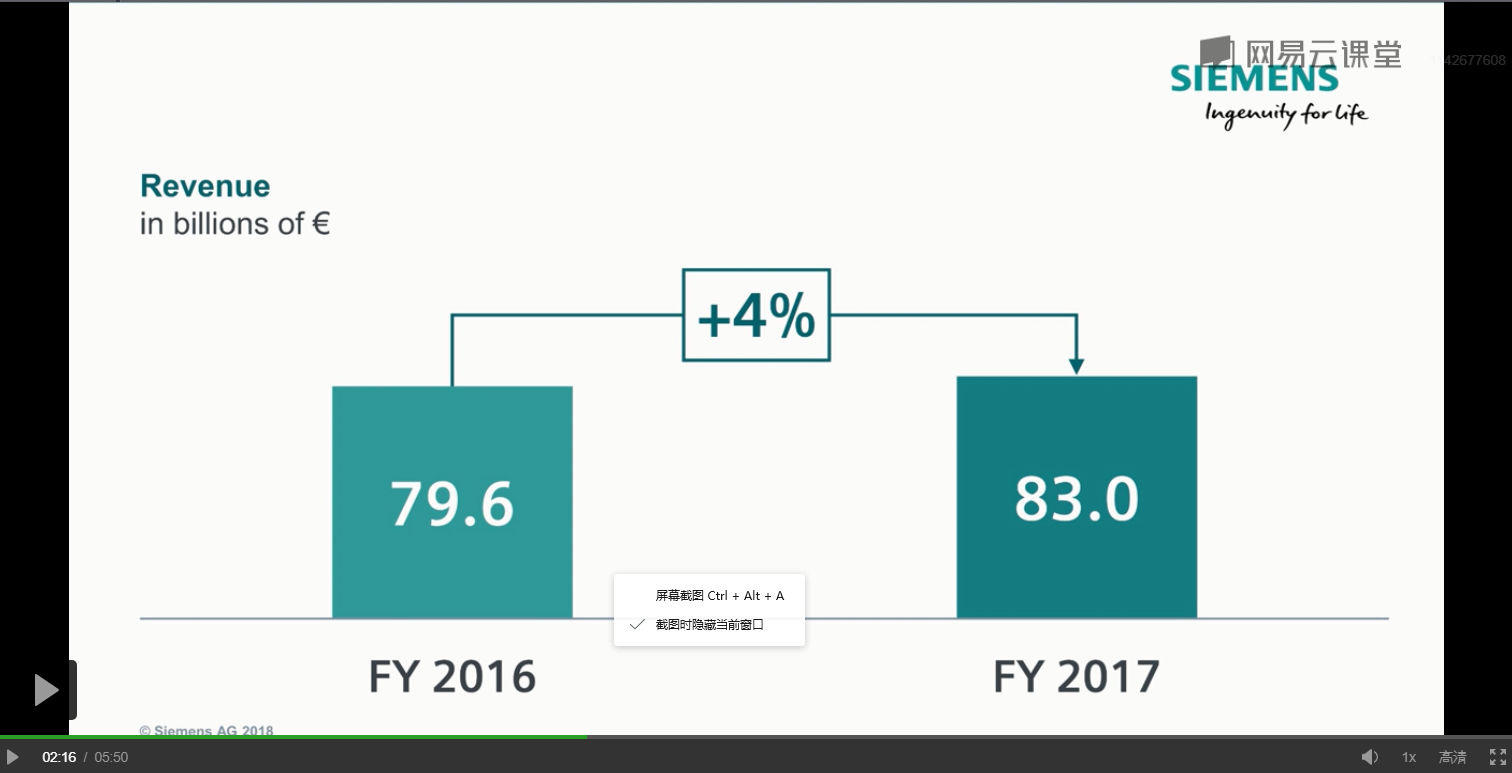 网易云课堂
SIEMENS
Ingenuity for life
Revenue
in billions of €
+4%
79.6
83.0
屏幕截图 Ctrl + Alt + A
截图时隐藏当前窗口
FY 2016
FY 2017
© Siemens AG 2018
02:16 / 05:50
1x
高清